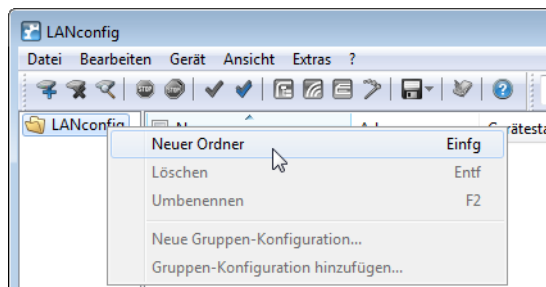 LANconfig
Datei Bearbeiten Gerät Ansicht Extras ?
LANconfig
Neuer Ordner Einfg
Löschen Entf
Umbenennen F2
Neue Gruppen-Konfiguration...
Gruppen-Konfiguration hinzufügen...